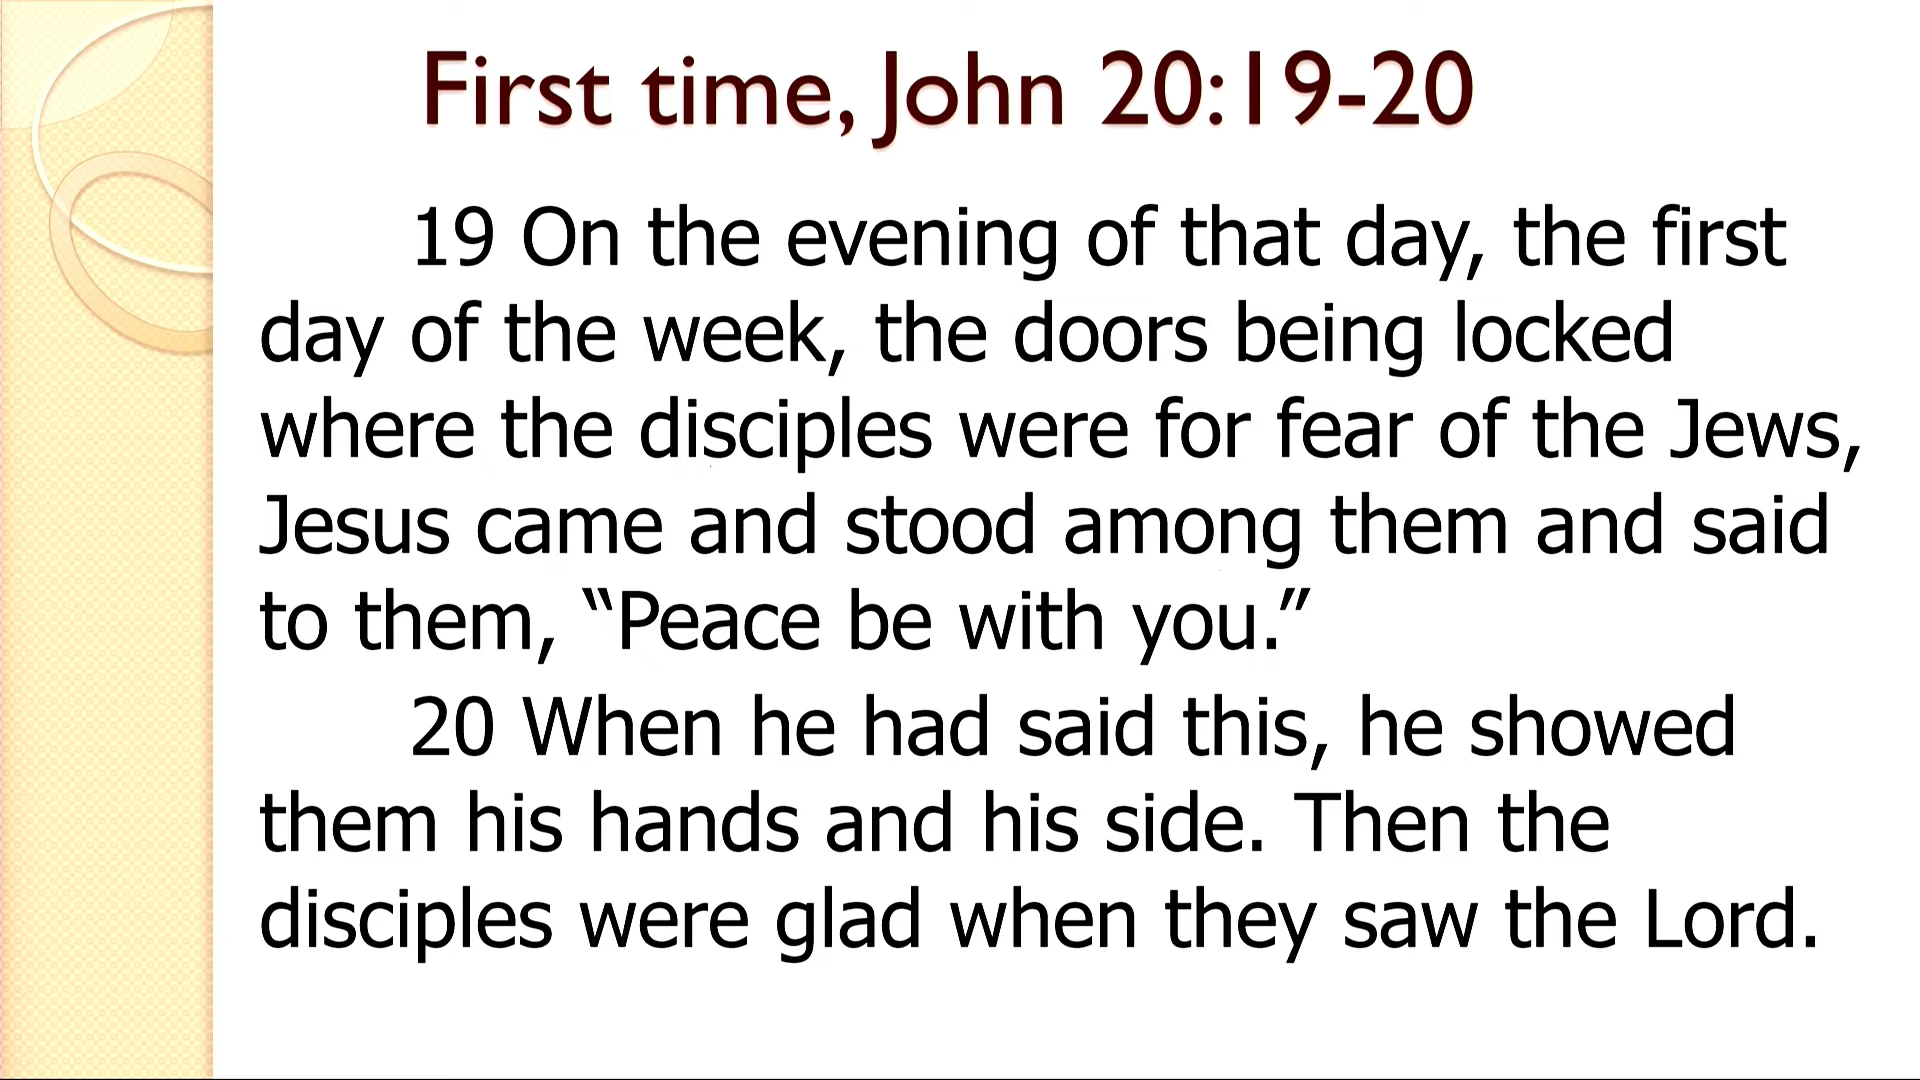 First time, John 20:19-20
19 On the evening of that day, the first
day of the week, the doors being locked
where the disciples were for fear of the Jews,
Jesus came and stood among them and said
to them, “Peace be with you.”
20 When he had said this, he showed
them his hands and his side. Then the
disciples were glad when they saw the Lord.